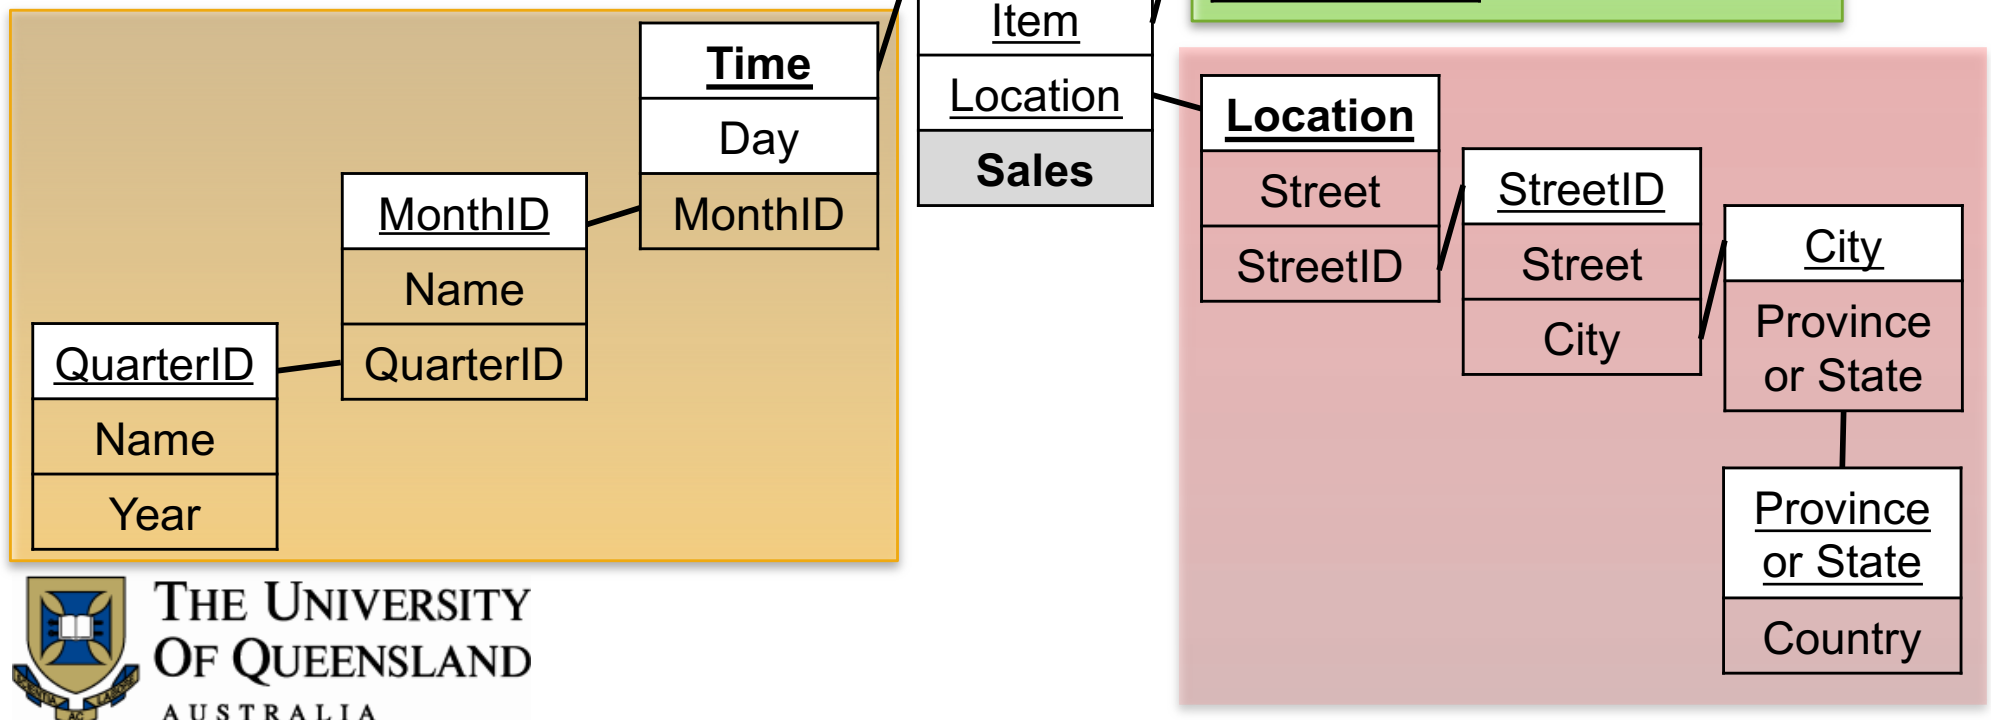 Time
Day
MonthID
MonthID
Name
QuarterID
QuarterID
Name
Year
Item
Location
Sales
Location
Street
StreetID
StreetID
Street
City
City
Province
or State
Province
or State
Country
THE UNIVERSITY
OF QUEENSLAND
AUSTRALIA